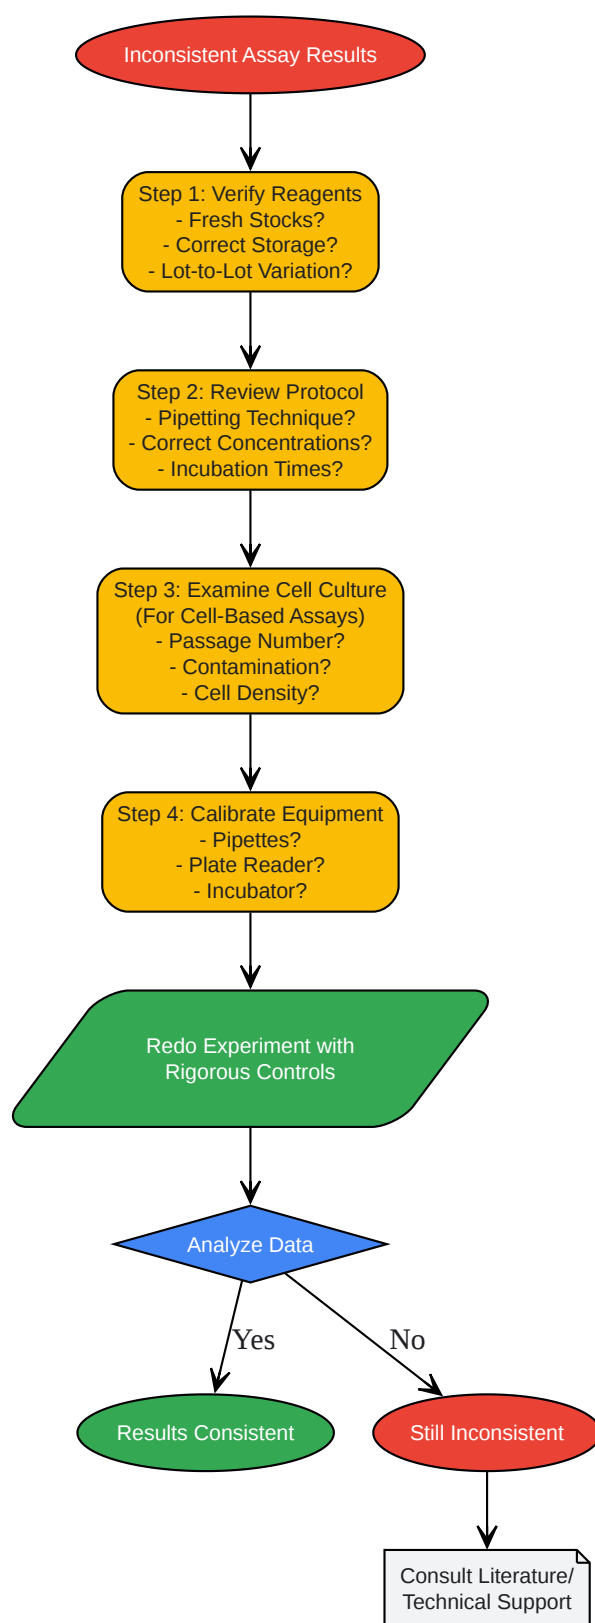 Inconsistent Assay Results
Step 1: Verify Reagents
- Fresh Stocks?
- Correct Storage?
- Lot-to-Lot Variation?
Step 2: Review Protocol
- Pipetting Technique?
- Correct Concentrations?
- Incubation Times?
Step 3: Examine Cell Culture
(For Cell-Based Assays)
- Passage Number?
- Contamination?
- Cell Density?
Step 4: Calibrate Equipment
- Pipettes?
- Plate Reader?
- Incubator?
Redo Experiment with
Rigorous Controls
Analyze Data
Yes
No
Results Consistent
Still Inconsistent
Consult Literature/
Technical Support